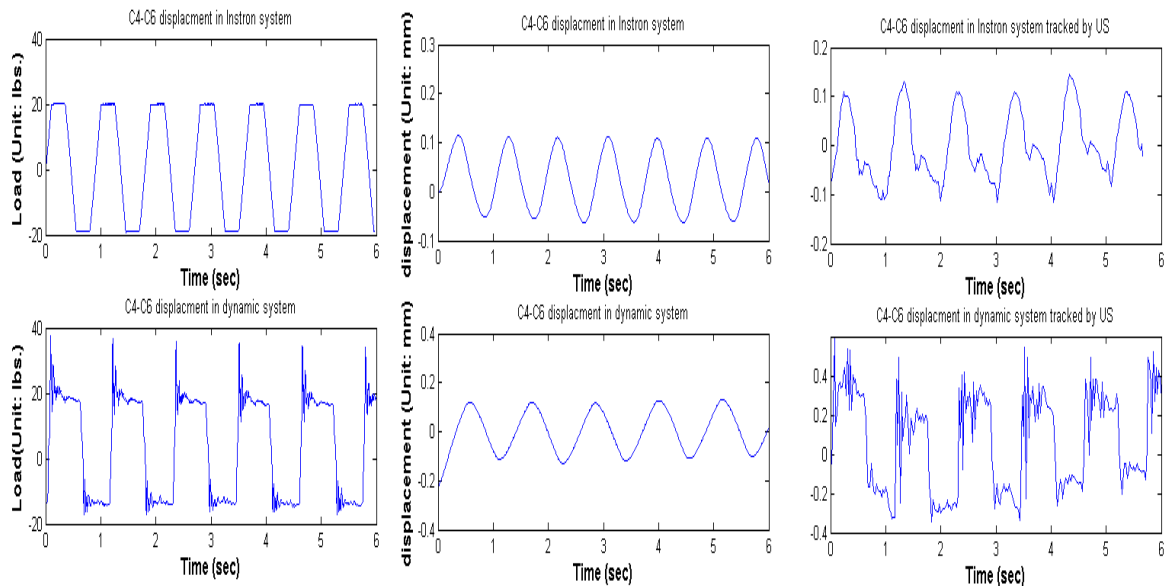 C4-C6 displacment in Instron system
Load (Unit: lbs.)
40
20
0
-20
0 1 2 3 4 5 6
Time (sec)
C4-C6 displacment in Instron system
displacement (Unit: mm)
0.3
0.2
0.1
0
-0.1
0 1 2 3 4 5 6
Time (sec)
C4-C6 displacment in Instron system tracked by US
0.2
0.1
0
-0.1
-0.2
0 1 2 3 4 5 6
Time (sec)
C4-C6 displacment in dynamic system
Load(Unit: lbs.)
40
20
0
-20
0 1 2 3 4 5 6
Time (sec)
C4-C6 displacment in dynamic system
displacement (Unit: mm)
0.4
0.2
0
-0.2
-0.4
0 1 2 3 4 5 6
Time (sec)
C4-C6 displacment in dynamic system tracked by US
0.4
0.2
0
-0.2
-0.4
0 1 2 3 4 5 6
Time (sec)